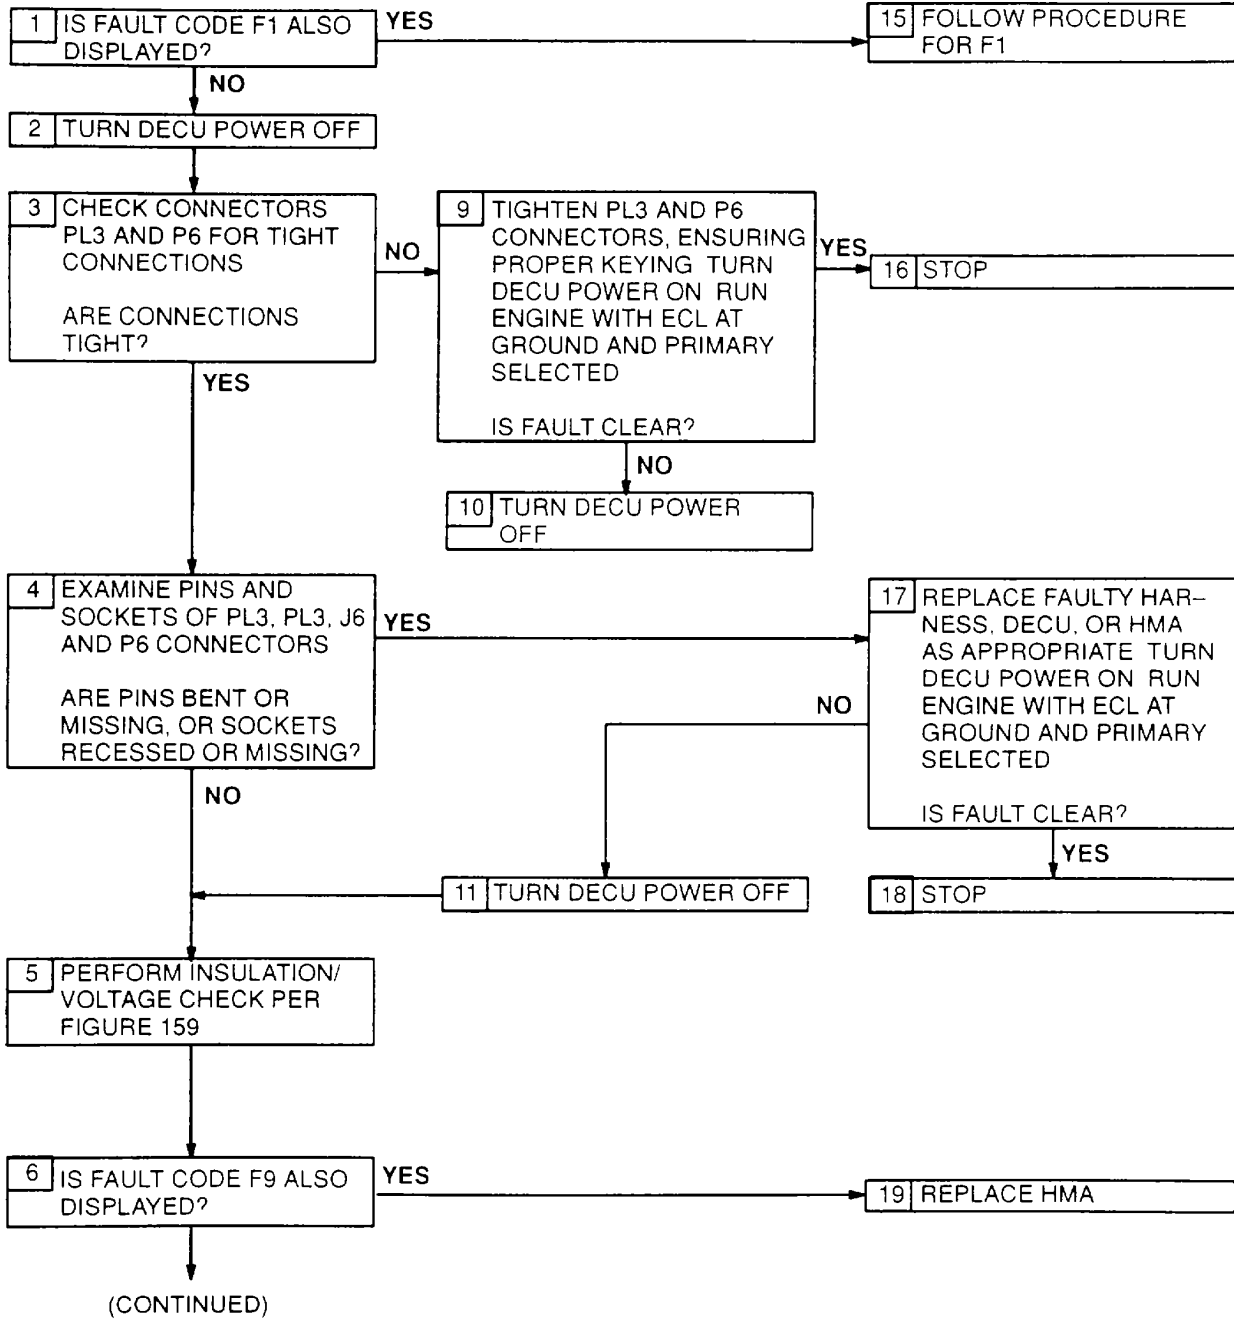 1 IS FAULT CODE F1 ALSO
DISPLAYED?
YES
15 FOLLOW PROCEDURE
FOR F1
NO
2 TURN DECU POWER OFF
3 CHECK CONNECTORS
PL3 AND P6 FOR TIGHT
CONNECTIONS
ARE CONNECTIONS
TIGHT?
NO
9 TIGHTEN PL3 AND P6
CONNECTORS, ENSURING
PROPER KEYING TURN
DECU POWER ON RUN
ENGINE WITH ECL AT
GROUND AND PRIMARY
SELECTED
IS FAULT CLEAR?
YES
16 STOP
YES
NO
10 TURN DECU POWER
OFF
4 EXAMINE PINS AND
SOCKETS OF PL3, PL3, J6
AND P6 CONNECTORS
ARE PINS BENT OR
MISSING, OR SOCKETS
RECESSED OR MISSING?
YES
17 REPLACE FAULTY HAR-
NESS, DECU, OR HMA
AS APPROPRIATE TURN
DECU POWER ON RUN
ENGINE WITH ECL AT
GROUND AND PRIMARY
SELECTED
IS FAULT CLEAR?
NO
NO
YES
11 TURN DECU POWER OFF
18 STOP
5 PERFORM INSULATION/
VOLTAGE CHECK PER
FIGURE 159
6 IS FAULT CODE F9 ALSO
DISPLAYED?
YES
19 REPLACE HMA
(CONTINUED)